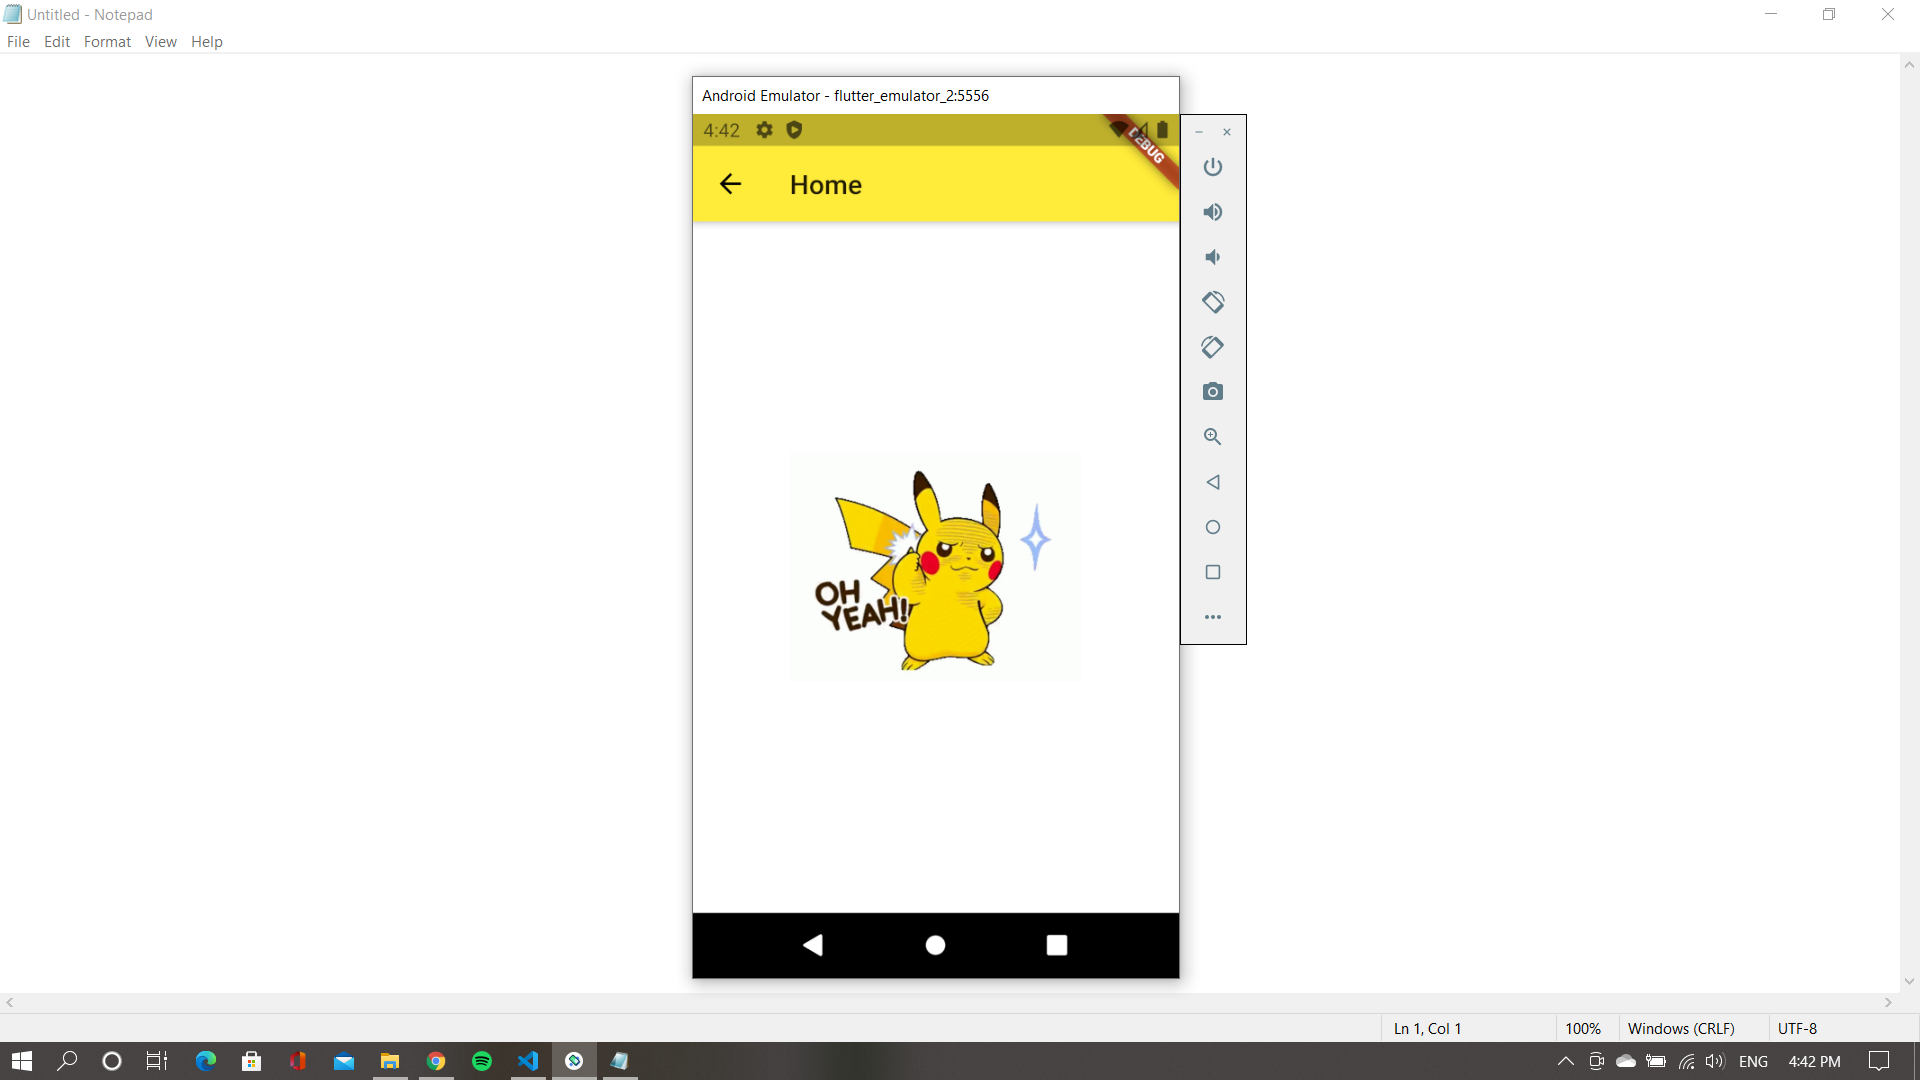 Untitled - Notepad
File Edit Format View Help
Android Emulator - flutter_emulator_2:5556
4:42
DEBUG
Home
OH
YEAH!
Ln 1, Col 1 100% Windows (CRLF) UTF-8
ENG 4:42 PM